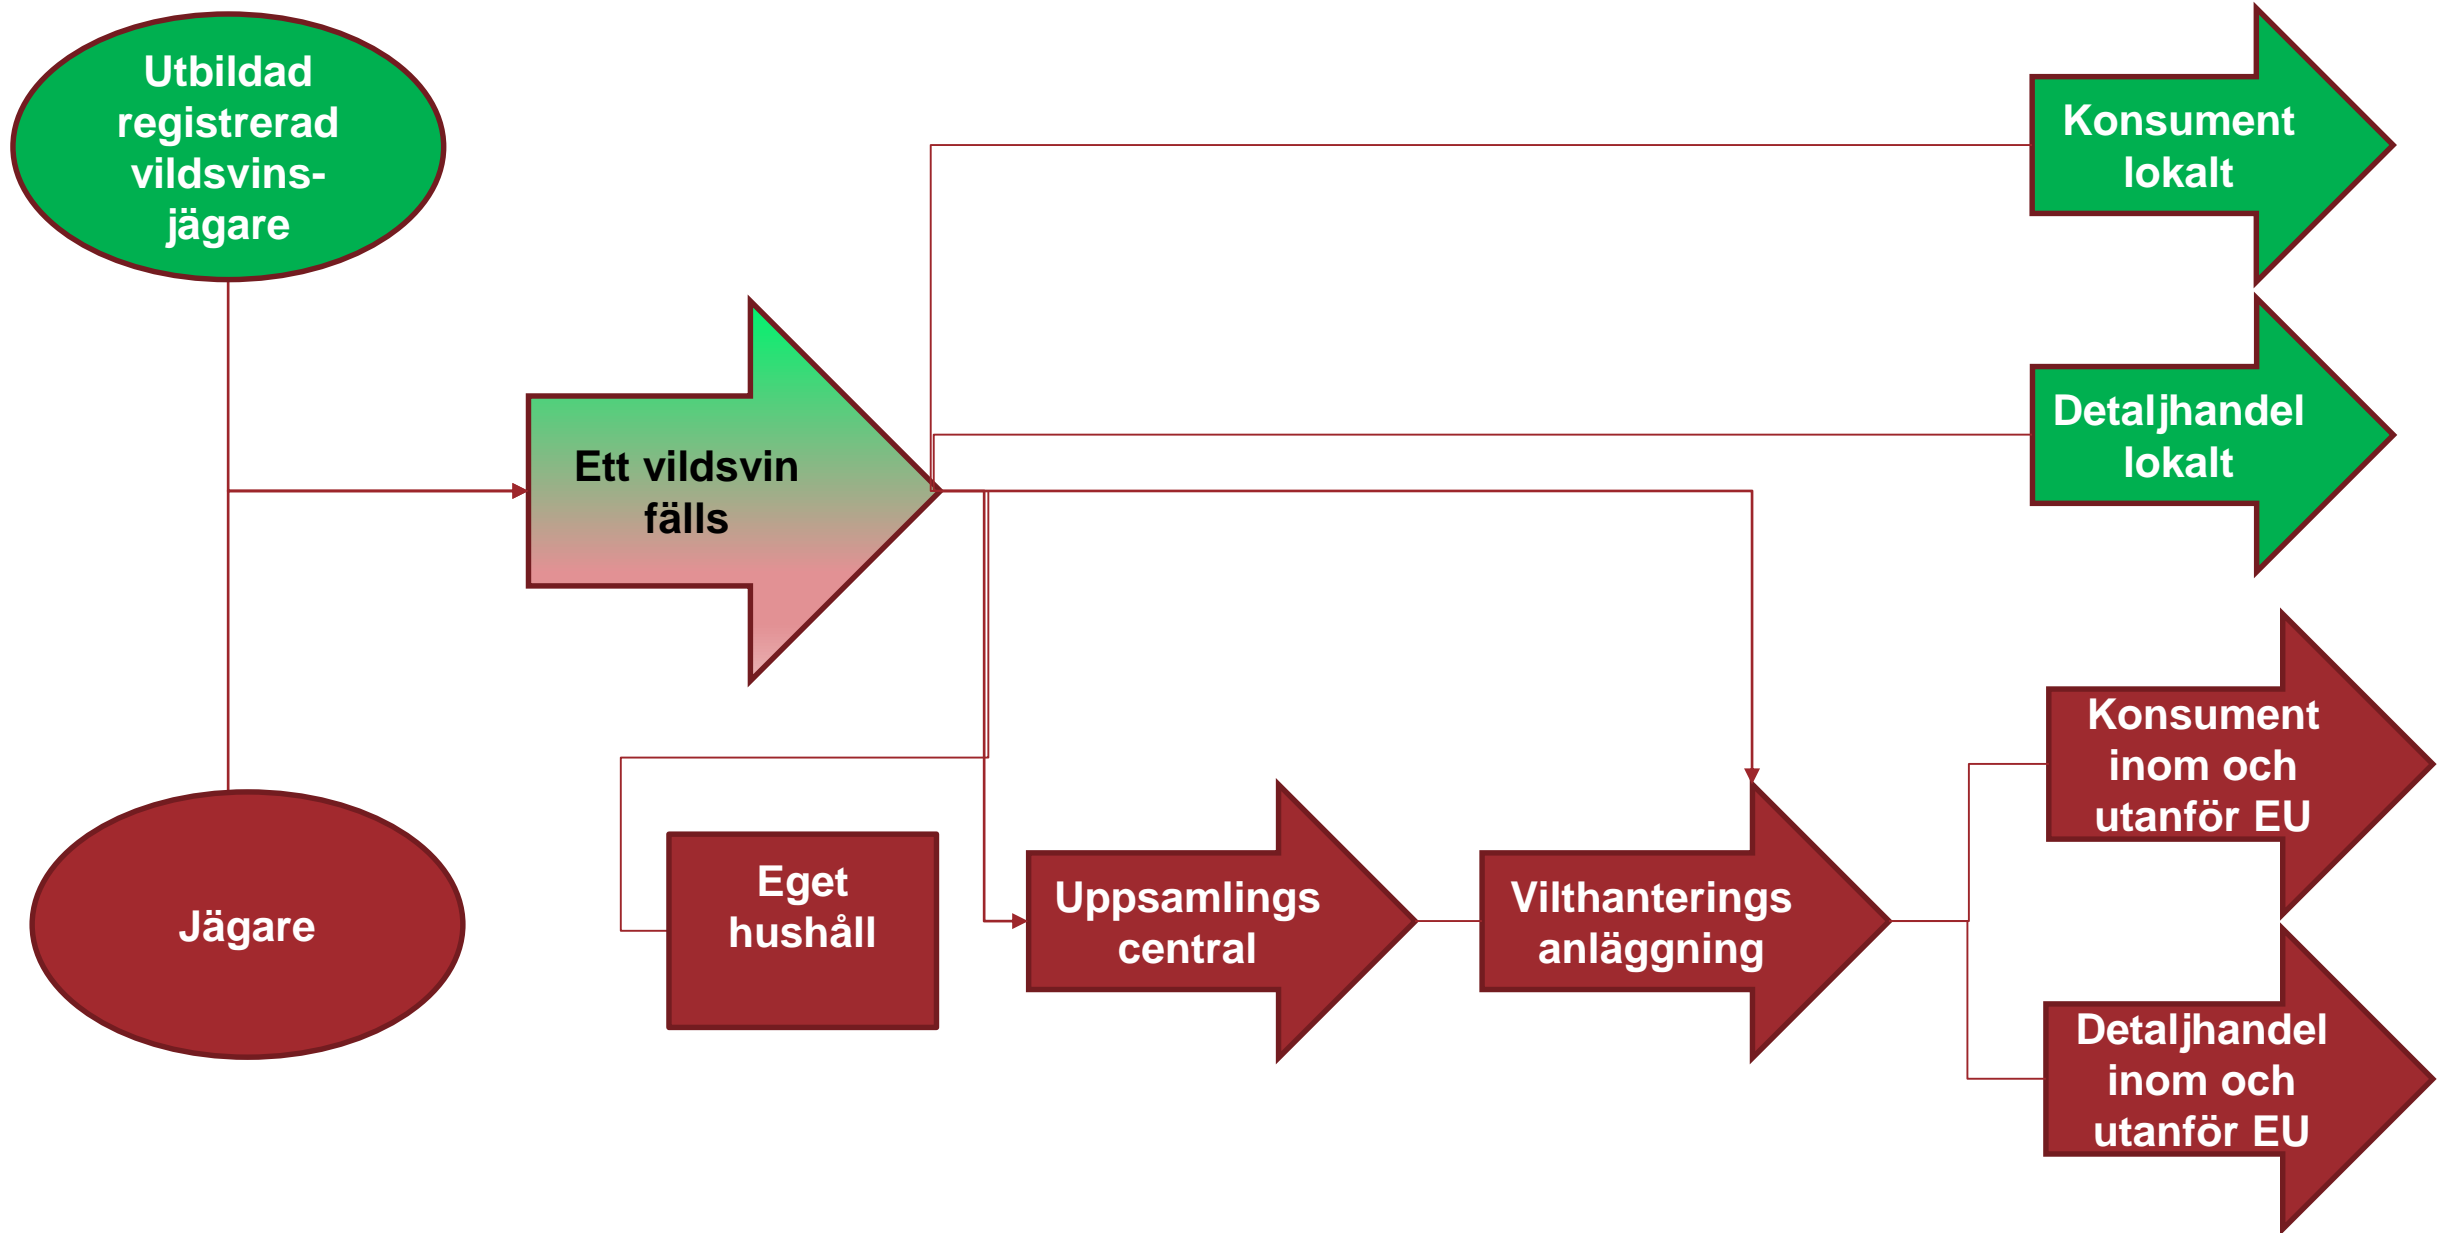 Utbildad
registrerad
vildsvins-
jägare
Konsument
lokalt
Detaljhandel
lokalt
Ett vildsvin
fälls
Konsument
inom och
utanför EU
Jägare
Eget
hushåll
Uppsamlings
central
Vilthanterings
anläggning
Detaljhandel
inom och
utanför EU